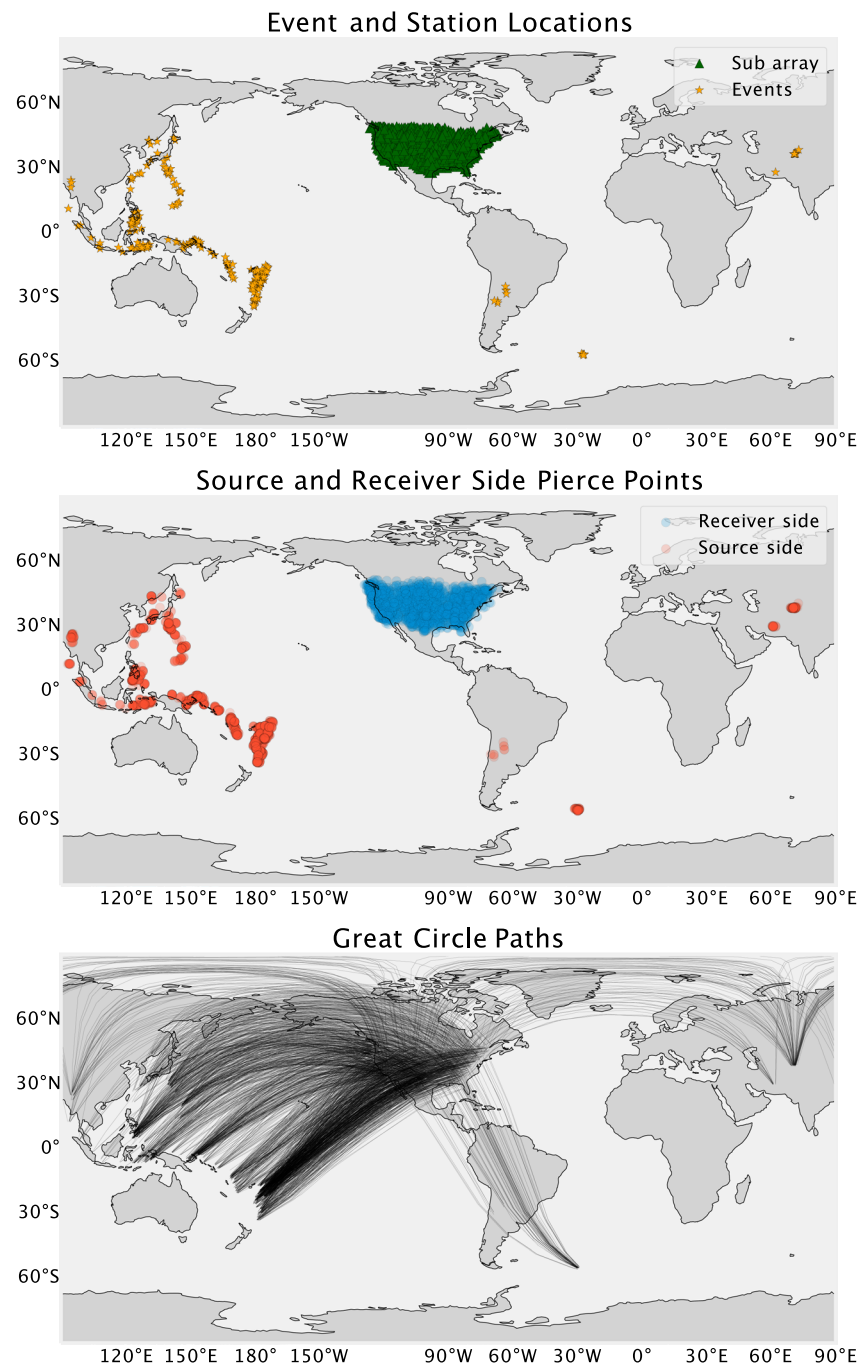 Event and Station Locations
Sub array
Events
60°N
30°N
0°
30°S
60°S
120°E 150°E 180° 150°W 90°W 60°W 30°W 0° 30°E 60°E 90°E
Source and Receiver Side Pierce Points
Receiver side
Source side
60°N
30°N
0°
30°S
60°S
120°E 150°E 180° 150°W 90°W 60°W 30°W 0° 30°E 60°E 90°E
Great Circle Paths
60°N
30°N
0°
30°S
60°S
120°E 150°E 180° 150°W 90°W 60°W 30°W 0° 30°E 60°E 90°E